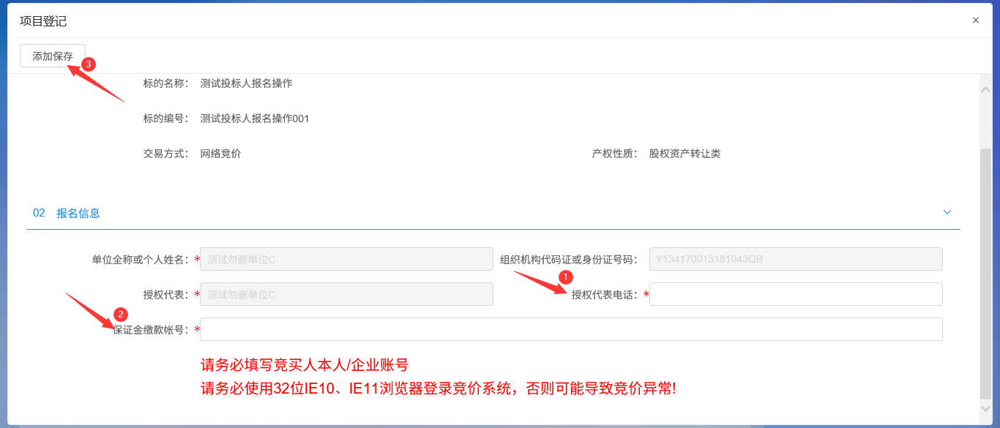 项目登记
×
添加保存
3
标的名称： 测试投标人报名操作
标的编号： 测试投标人报名操作001
交易方式： 网络竞价 产权性质： 股权资产转让类
02 报名信息
单位全称或个人姓名：* 测试勿删单位C 组织机构代码证或身份证号码： Y134170013181043QB
1
授权代表：* 测试勿删单位C 授权代表电话：*
2
保证金缴款帐号：*
请务必填写竞买人本人/企业账号
请务必使用32位IE10、IE11浏览器登录竞价系统，否则可能导致竞价异常!